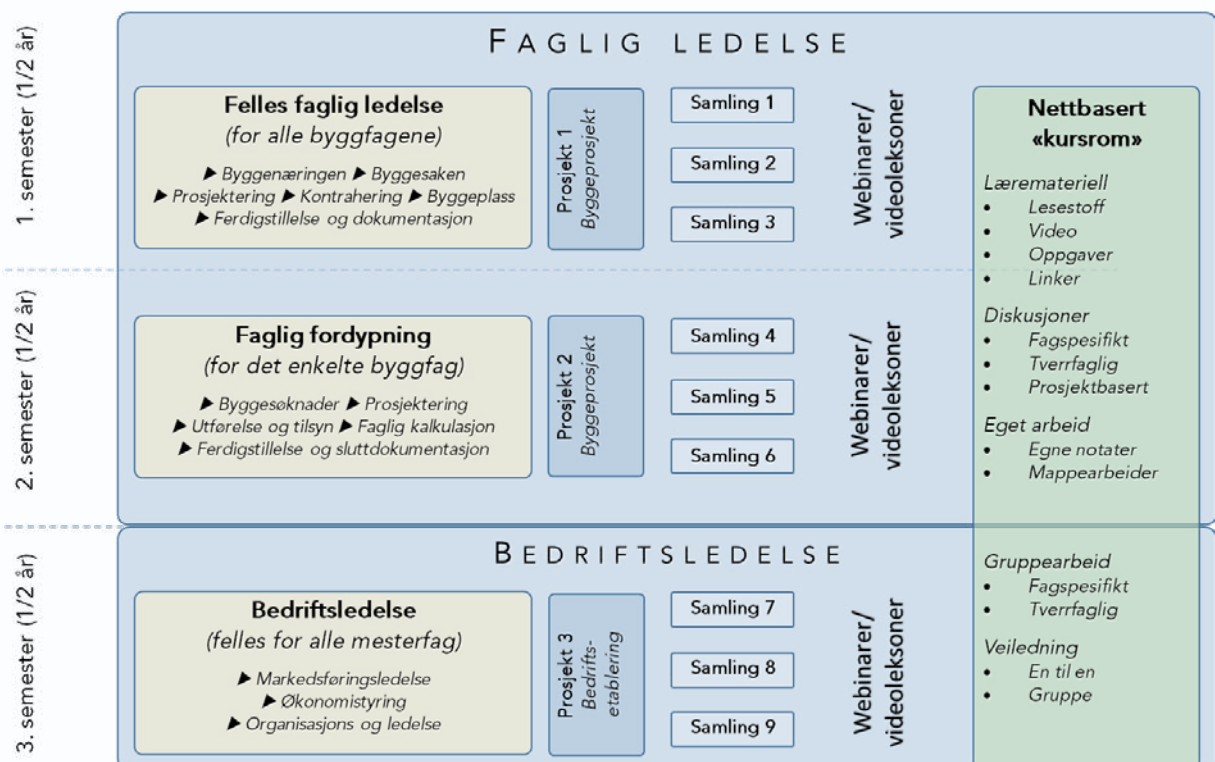 1. semester (1/2 år)
FAGLIG LEDELSE
Felles faglig ledelse
(for alle byggfagene)
▶ Byggenæringen ▶ Byggesaken
▶ Prosjektering ▶ Kontrahering ▶ Byggeplass
▶ Ferdigstillelse og dokumentasjon
Prosjekt 1
Byggeprosjekt
Samling 1
Samling 2
Samling 3
Webinarer/
videoleksoner
2. semester (1/2 år)
Faglig fordypning
(for det enkelte byggfag)
▶ Byggesøknader ▶ Prosjektering
▶ Utførelse og tilsyn ▶ Faglig kalkulasjon
▶ Ferdigstillelse og sluttdokumentasjon
Prosjekt 2
Byggeprosjekt
Samling 4
Samling 5
Samling 6
Webinarer/
videoleksoner
3. semester (1/2 år)
BEDRIFTSLEDELSE
Bedriftsledelse
(felles for alle mesterfag)
▶ Markedsføringsledelse
▶ Økonomistyring
▶ Organisasjons og ledelse
Prosjekt 3
Bedrifts-
etablering
Samling 7
Samling 8
Samling 9
Webinarer/
videoleksoner
Nettbasert
«kursrom»
Læremateriell
• Lesestoff
• Video
• Oppgaver
• Linker
Diskusjoner
• Fagspesifikt
• Tverrfaglig
• Prosjektbasert
Eget arbeid
• Egne notater
• Mappearbeider
Gruppearbeid
• Fagspesifikt
• Tverrfaglig
Veiledning
• En til en
• Gruppe